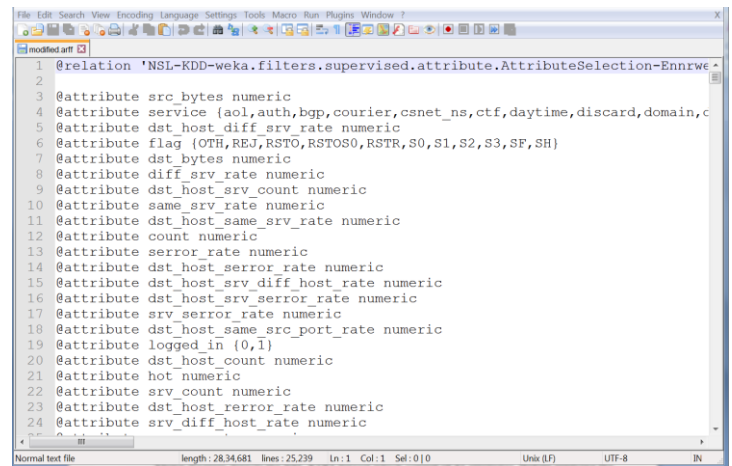 File Edit Search View Encoding Language Settings Tools Macro Run Plugins Window ? X
modified.arff
1 @relation 'NSL-KDD-weka.filters.supervised.attribute.AttributeSelection-Ennrwe
2
3 @attribute src_bytes numeric
4 @attribute service {aol,auth,bgp,courier,csnet_ns,ctf,daytime,discard,domain,c
5 @attribute dst_host_diff_srv_rate numeric
6 @attribute flag {OTH,REJ,RSTO,RSTOS0,RSTR,S0,S1,S2,S3,SF,SH}
7 @attribute dst_bytes numeric
8 @attribute diff_srv_rate numeric
9 @attribute dst_host_srv_count numeric
10 @attribute same_srv_rate numeric
11 @attribute dst_host_same_srv_rate numeric
12 @attribute count numeric
13 @attribute serror_rate numeric
14 @attribute dst_host_serror_rate numeric
15 @attribute dst_host_srv_diff_host_rate numeric
16 @attribute dst_host_srv_serror_rate numeric
17 @attribute srv_serror_rate numeric
18 @attribute dst_host_same_src_port_rate numeric
19 @attribute logged_in {0,1}
20 @attribute dst_host_count numeric
21 @attribute hot numeric
22 @attribute srv_count numeric
23 @attribute dst_host_rerror_rate numeric
24 @attribute srv_diff_host_rate numeric
Normal text file length : 28,34,681 lines : 25,239 Ln : 1 Col : 1 Sel : 0 | 0 Unix (LF) UTF-8 IN